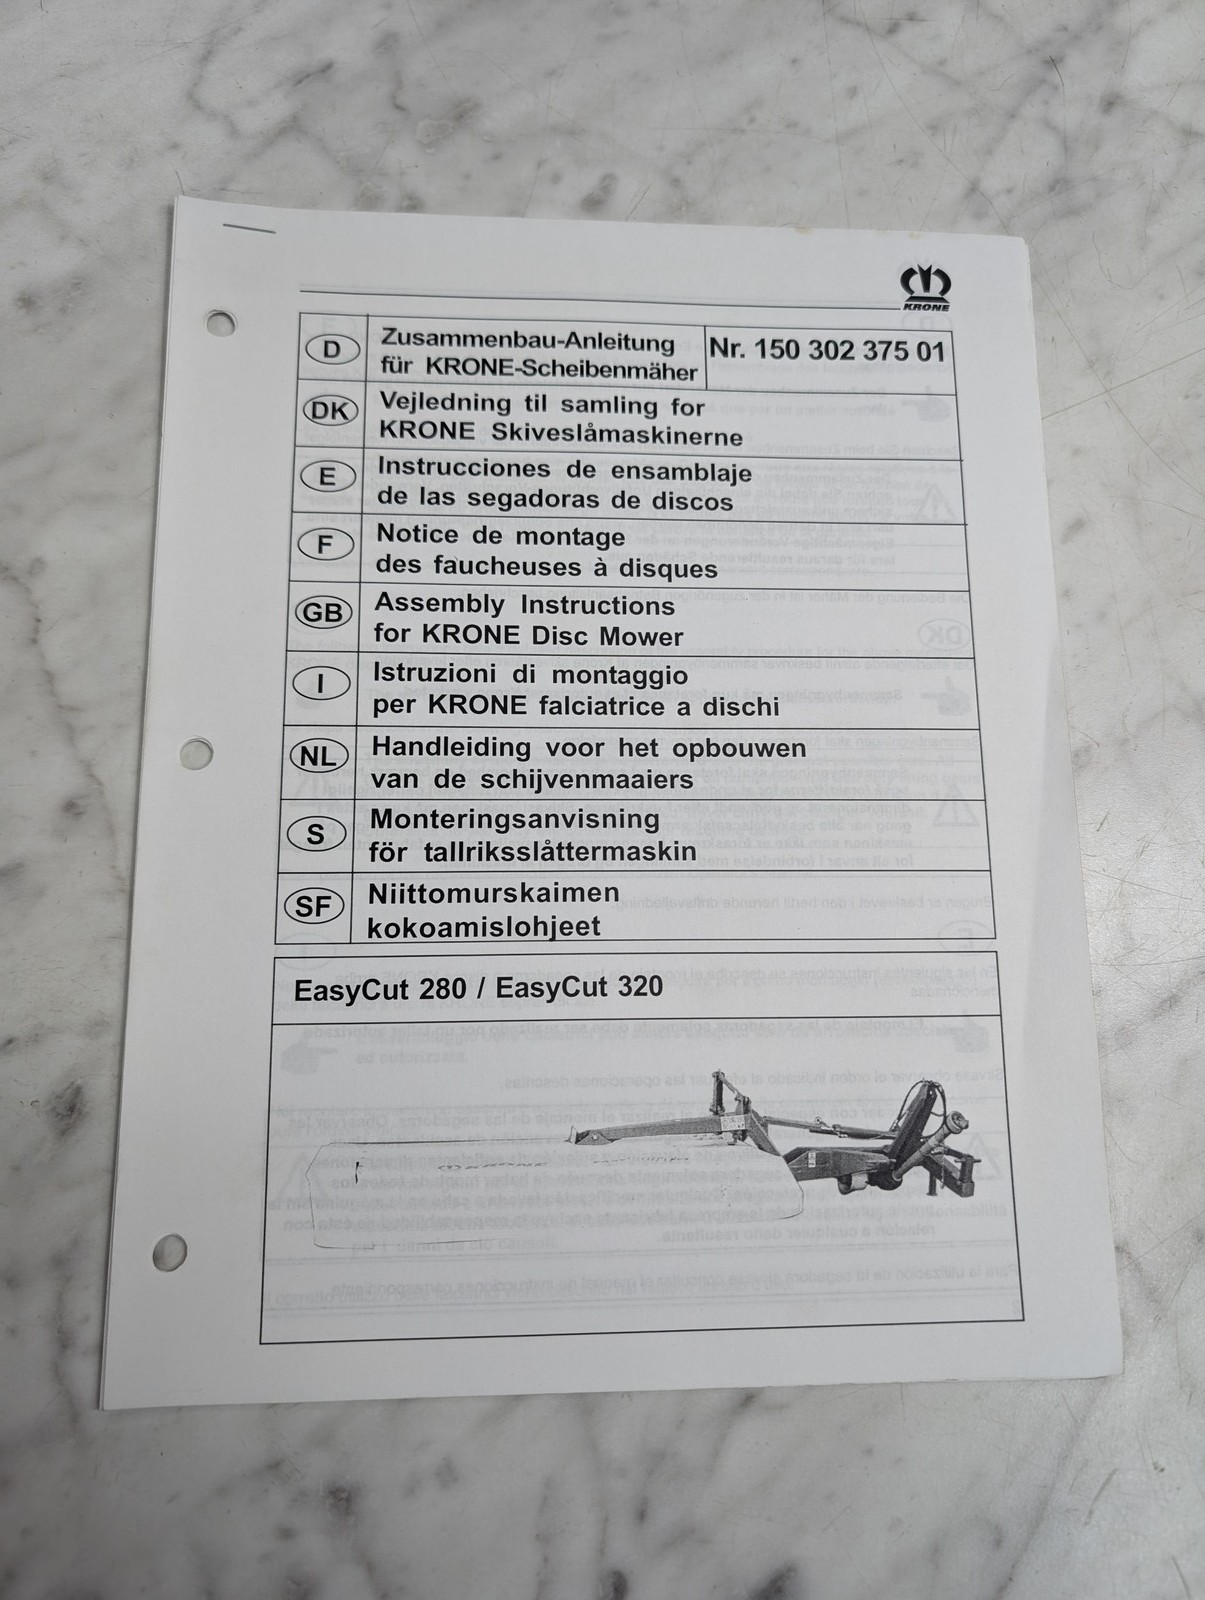 KRONE
D
Zusammenbau-Anleitung
für KRONE-Scheibenmäher
Nr. 150 302 375 01
DK
Vejledning til samling for
KRONE Skiveslåmaskinerne
E
Instrucciones de ensamblaje
de las segadoras de discos
F
Notice de montage
des faucheuses à disques
GB
Assembly Instructions
for KRONE Disc Mower
I
Istruzioni di montaggio
per KRONE falciatrice a dischi
NL
Handleiding voor het opbouwen
van de schijvenmaaiers
S
Monteringsanvisning
för tallriksslåttermaskin
SF
Niittomurskaimen
kokoamislohjeet
EasyCut 280 / EasyCut 320